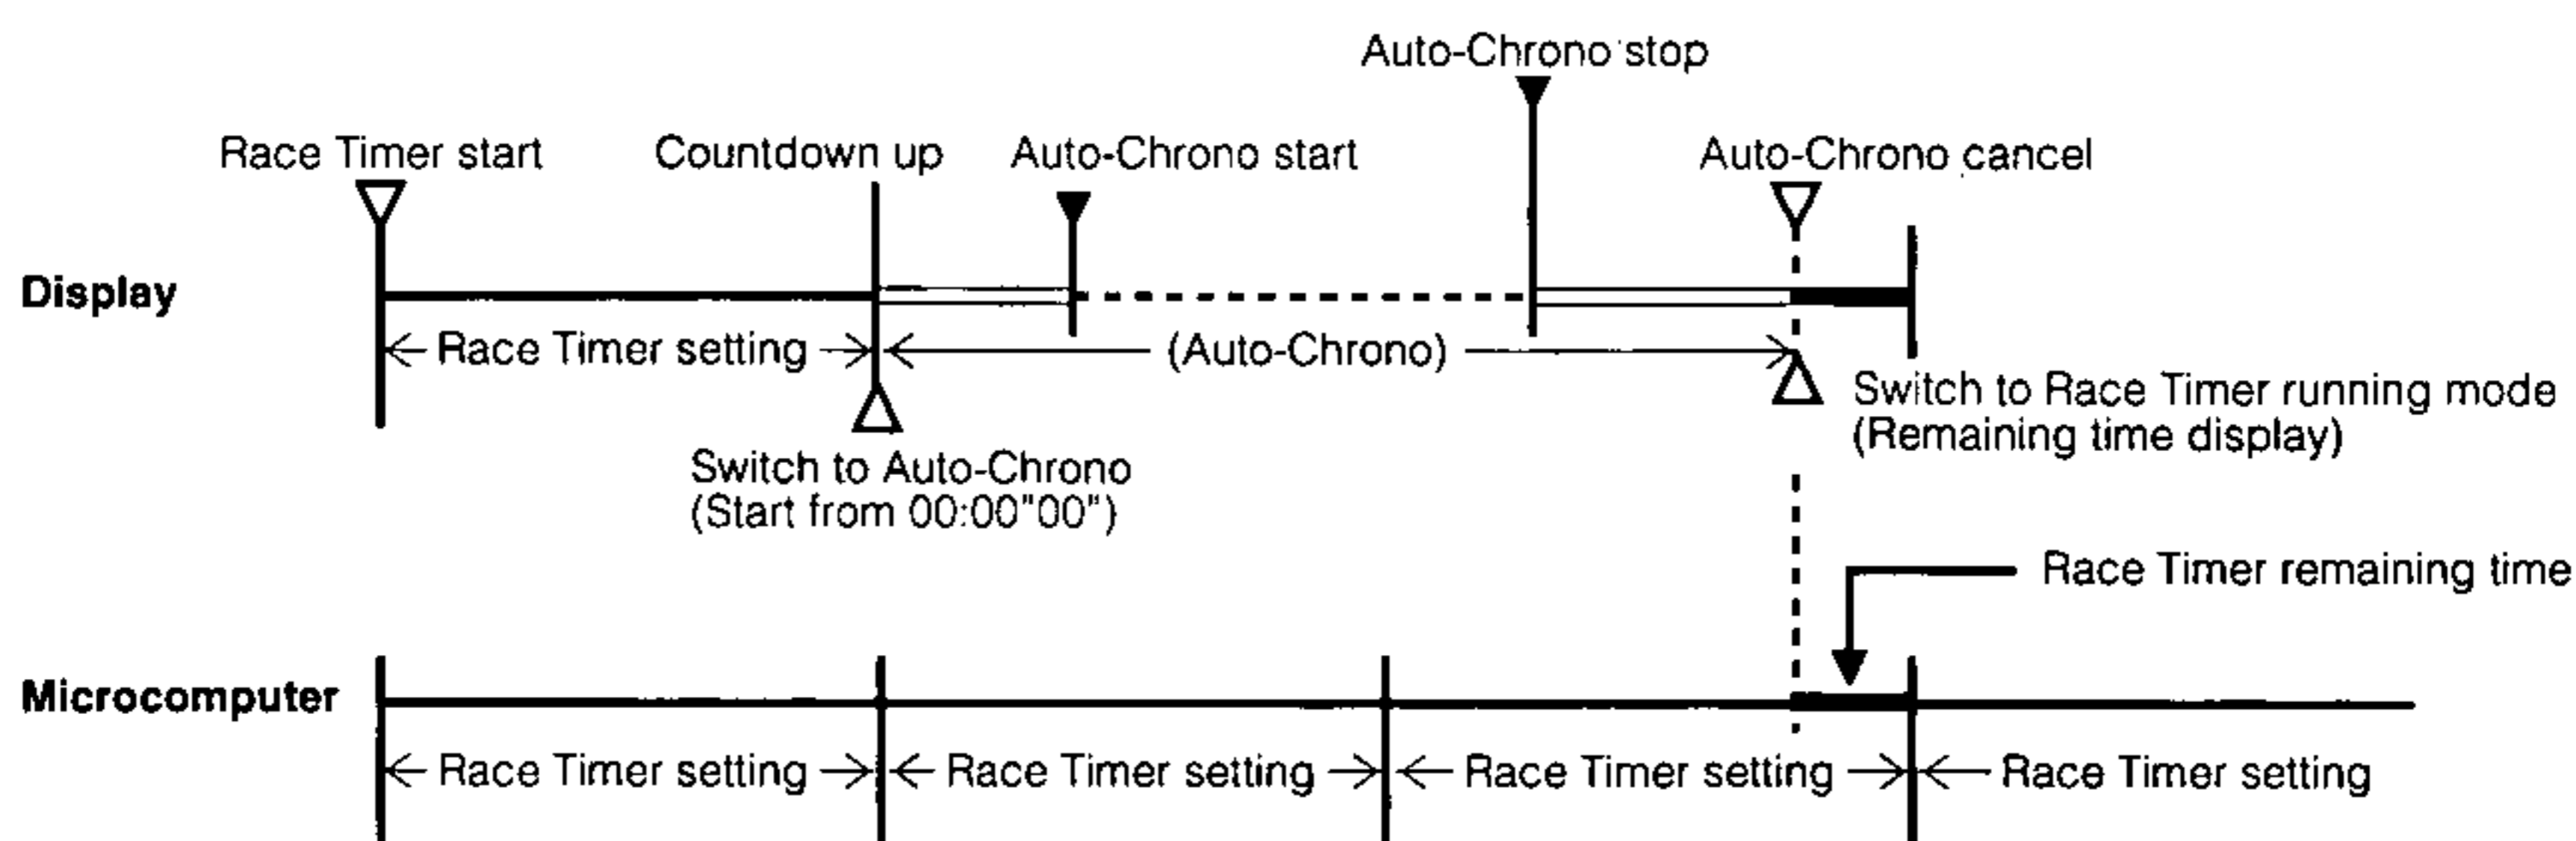 Auto-Chrono stop
Race Timer start
Countdown up
Auto-Chrono start
Auto-Chrono cancel
Display
Race Timer setting
(Auto-Chrono)
Switch to Race Timer running mode
(Remaining time display)
Switch to Auto-Chrono
(Start from 00:00"00")
Race Timer remaining time
Microcomputer
Race Timer setting
Race Timer setting
Race Timer setting
Race Timer setting